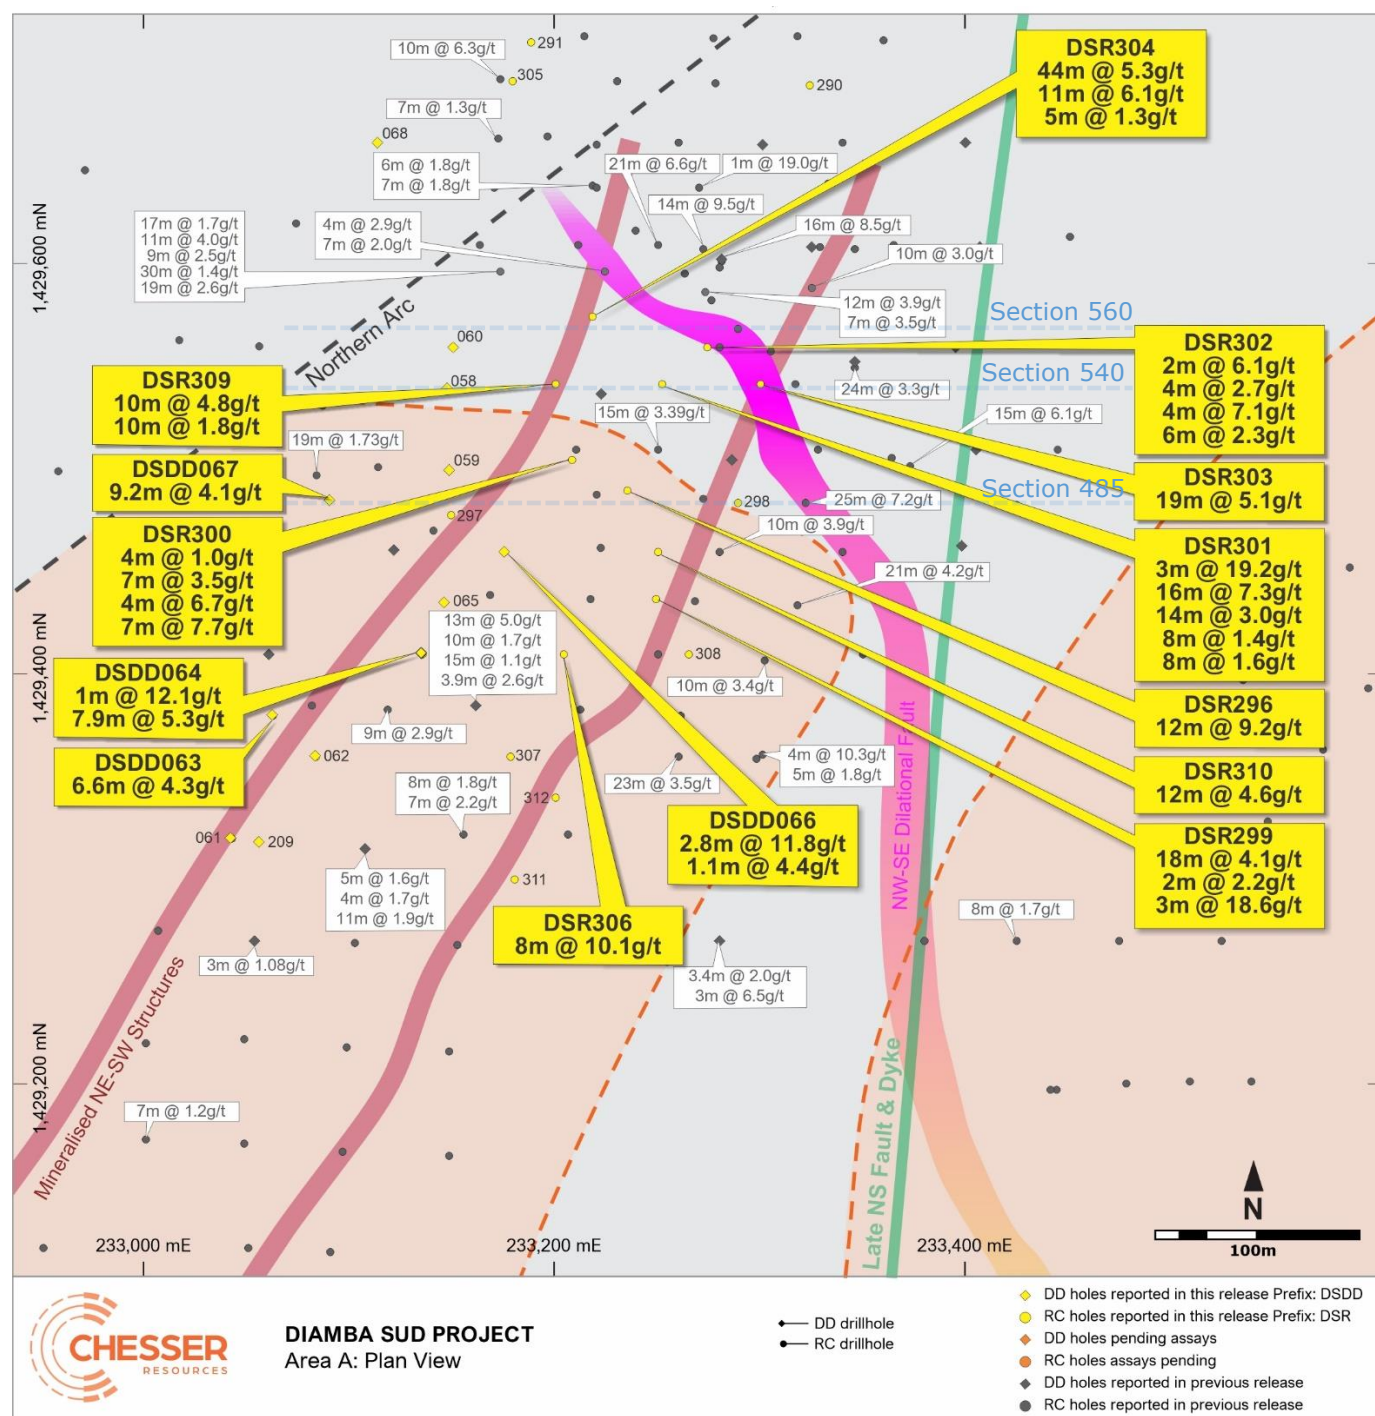 291
10m @ 6.3g/t
305
290
DSR304
44m @ 5.3g/t
11m @ 6.1g/t
5m @ 1.3g/t
7m @ 1.3g/t
068
6m @ 1.8g/t
7m @ 1.8g/t
21m @ 6.6g/t
1m @ 19.0g/t
14m @ 9.5g/t
16m @ 8.5g/t
17m @ 1.7g/t
11m @ 4.0g/t
9m @ 2.5g/t
30m @ 1.4g/t
19m @ 2.6g/t
4m @ 2.9g/t
7m @ 2.0g/t
10m @ 3.0g/t
1,429,600 mN
12m @ 3.9g/t
7m @ 3.5g/t
Section 560
Northern Arc
060
DSR302
2m @ 6.1g/t
4m @ 2.7g/t
4m @ 7.1g/t
6m @ 2.3g/t
DSR309
10m @ 4.8g/t
10m @ 1.8g/t
058
Section 540
24m @ 3.3g/t
15m @ 3.39g/t
15m @ 6.1g/t
19m @ 1.73g/t
059
DSDD067
9.2m @ 4.1g/t
DSR303
19m @ 5.1g/t
Section 485
25m @ 7.2g/t
298
297
DSR300
4m @ 1.0g/t
7m @ 3.5g/t
4m @ 6.7g/t
7m @ 7.7g/t
10m @ 3.9g/t
DSR301
3m @ 19.2g/t
16m @ 7.3g/t
14m @ 3.0g/t
8m @ 1.4g/t
8m @ 1.6g/t
21m @ 4.2g/t
065
13m @ 5.0g/t
10m @ 1.7g/t
15m @ 1.1g/t
3.9m @ 2.6g/t
1,429,400 mN
308
10m @ 3.4g/t
DSDD064
1m @ 12.1g/t
7.9m @ 5.3g/t
DSR296
12m @ 9.2g/t
9m @ 2.9g/t
NW-SE Dilational Fault
DSDD063
6.6m @ 4.3g/t
062
307
4m @ 10.3g/t
5m @ 1.8g/t
23m @ 3.5g/t
DSR310
12m @ 4.6g/t
8m @ 1.8g/t
7m @ 2.2g/t
312
DSDD066
2.8m @ 11.8g/t
1.1m @ 4.4g/t
DSR299
18m @ 4.1g/t
2m @ 2.2g/t
3m @ 18.6g/t
061
209
5m @ 1.6g/t
4m @ 1.7g/t
11m @ 1.9g/t
311
DSR306
8m @ 10.1g/t
8m @ 1.7g/t
3m @ 1.08g/t
3.4m @ 2.0g/t
3m @ 6.5g/t
Mineralised NE-SW Structures
1,429,200 mN
7m @ 1.2g/t
Late NS Fault & Dyke
N
100m
233,000 mE
233,200 mE
233,400 mE
CHESSER
RESOURCES
DIAMBA SUD PROJECT
Area A: Plan View
DD drillhole
RC drillhole
DD holes reported in this release Prefix: DSDD
RC holes reported in this release Prefix: DSR
DD holes pending assays
RC holes assays pending
DD holes reported in previous release
RC holes reported in previous release